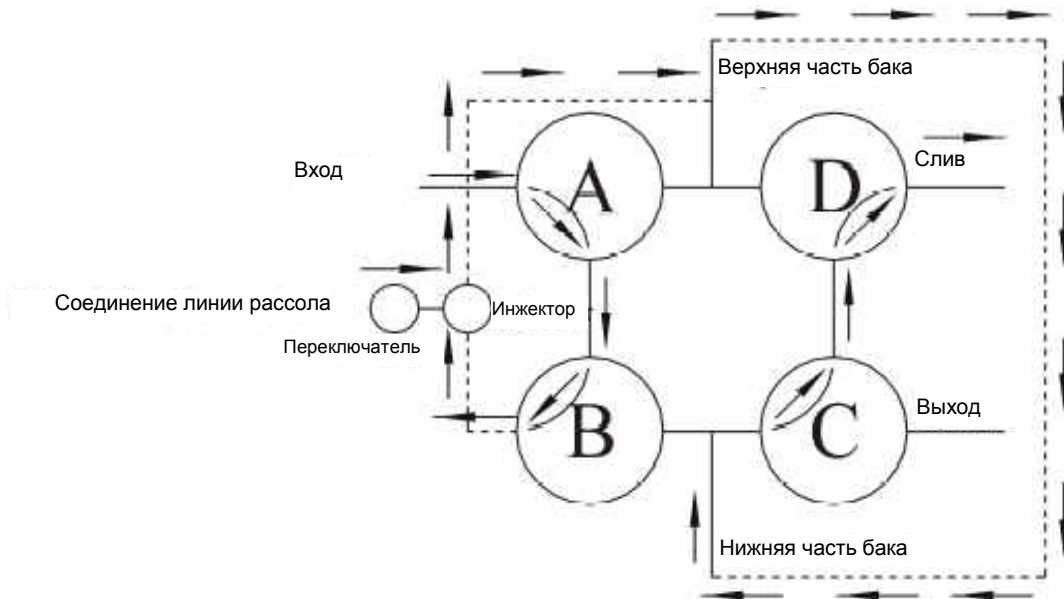 Верхняя часть бака
Вход
A
D
Слив
Соединение линии рассола
Инжектор
Переключатель
B
C
Выход
Нижняя часть бака